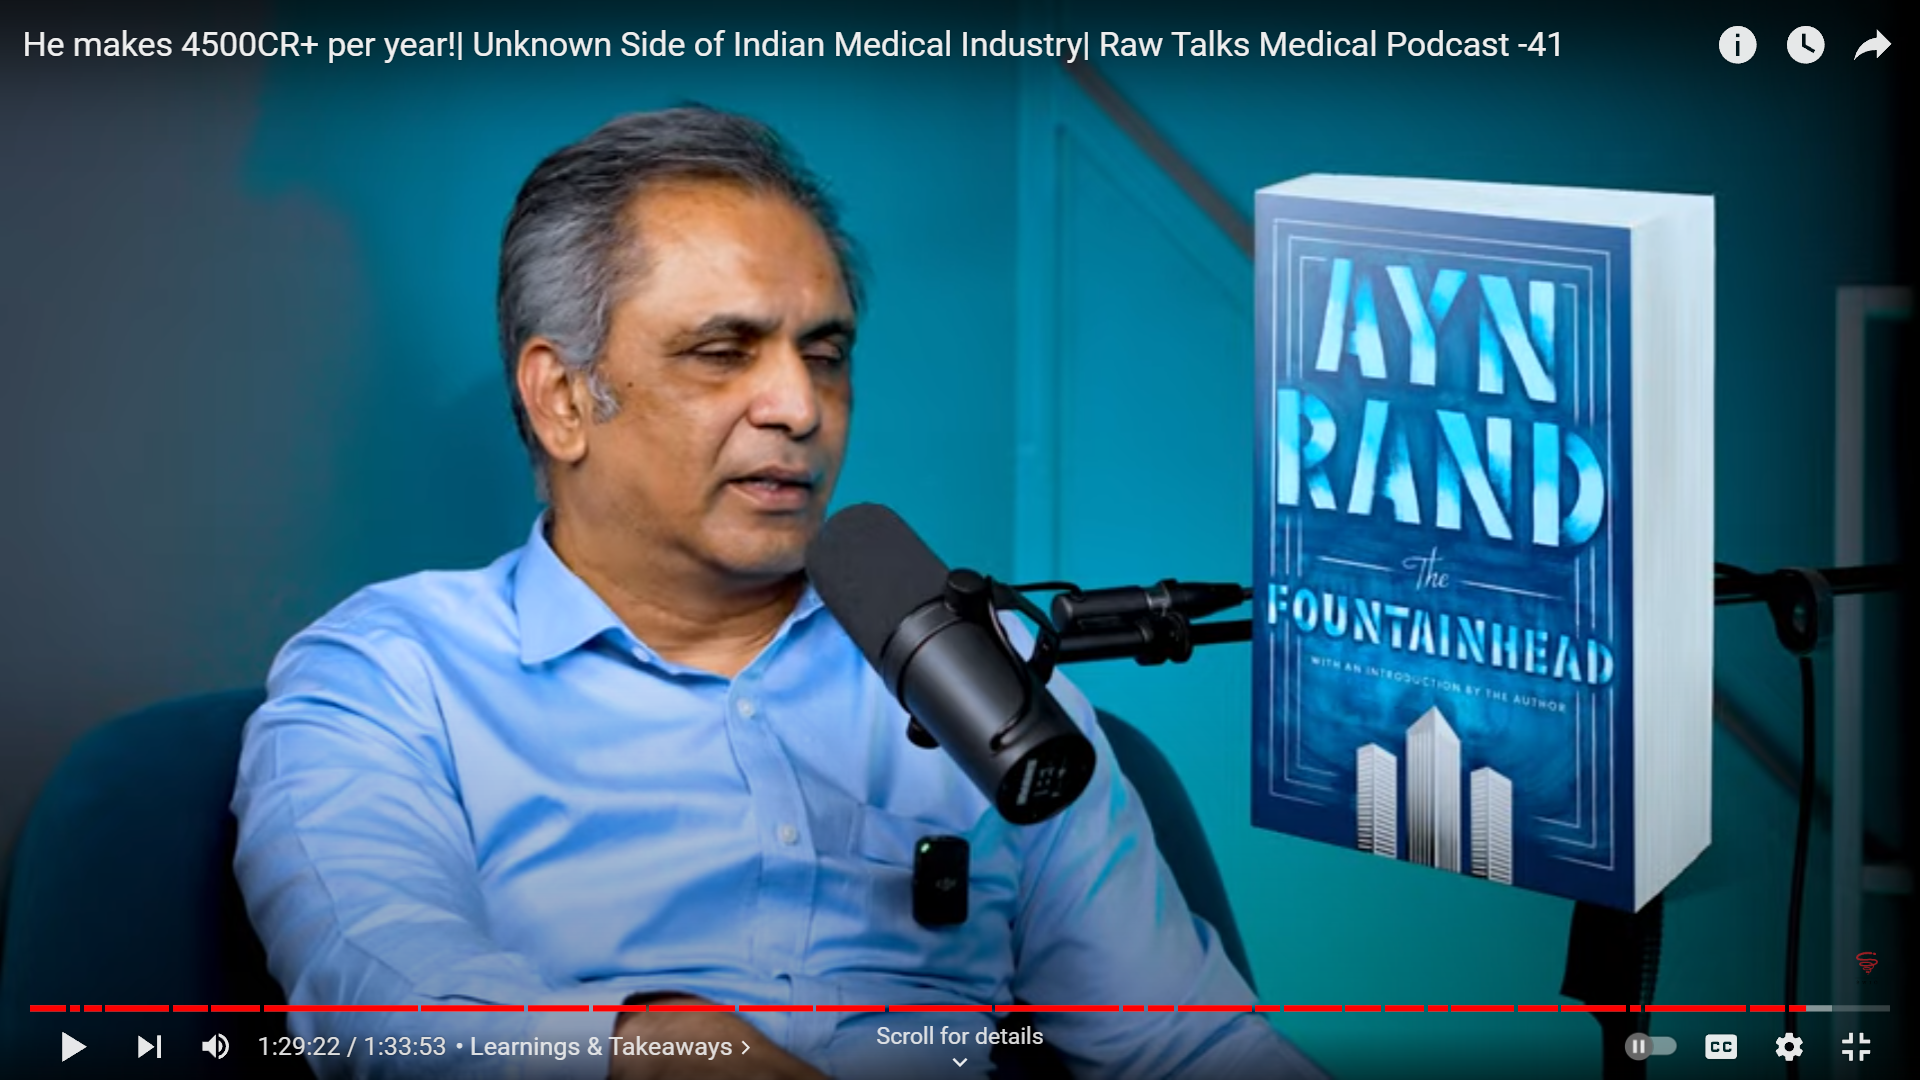 He makes 4500CR+ per year!| Unknown Side of Indian Medical Industry| Raw Talks Medical Podcast -41
AYN
RAND
The
FOUNTAINHEAD
WITH AN INTRODUCTION BY THE AUTHOR
Scroll for details
1:29:22 / 1:33:53 • Learnings & Takeaways
CC